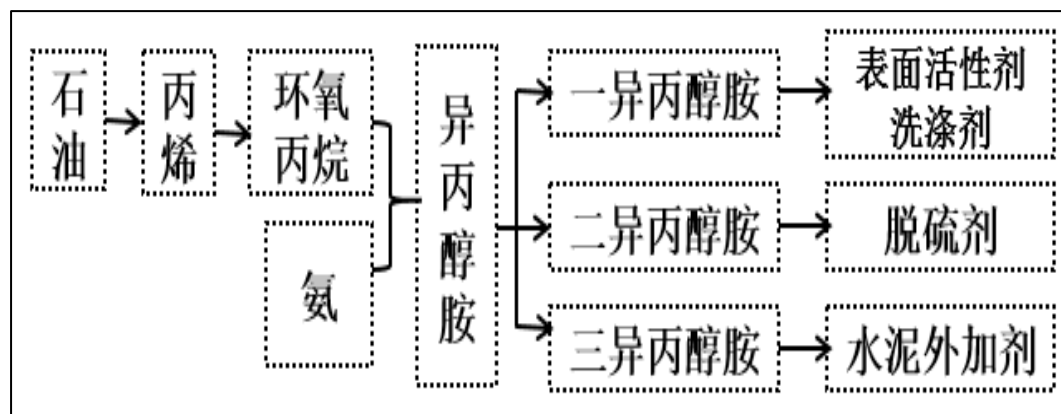 石油
丙烯
环氧
丙烷
氨
异丙醇胺
一异丙醇胺
二异丙醇胺
三异丙醇胺
表面活性剂
洗涤剂
脱硫剂
水泥外加剂